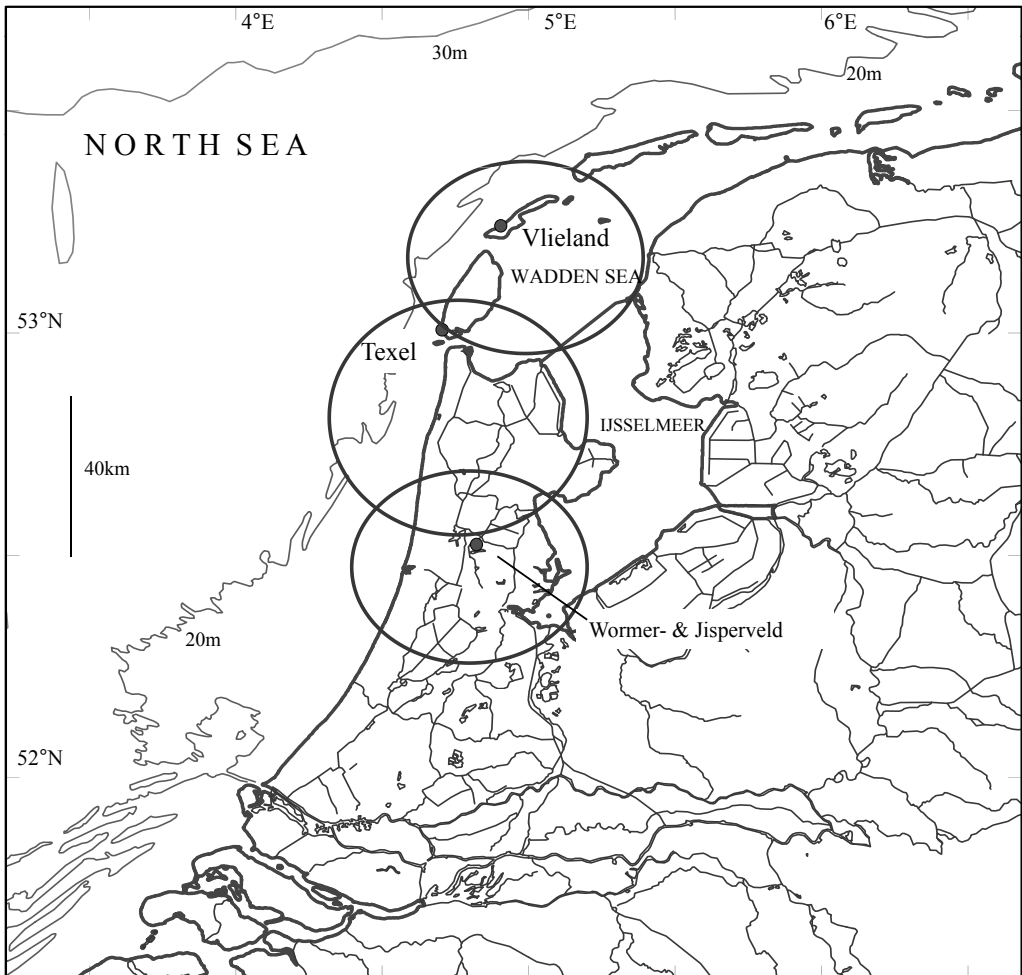 4°E
5°E
6°E
30m
20m
NORTH SEA
Vlieland
WADDEN SEA
53°N
Texel
IJSSELMEER
40km
Wormer- & Jisperveld
20m
52°N